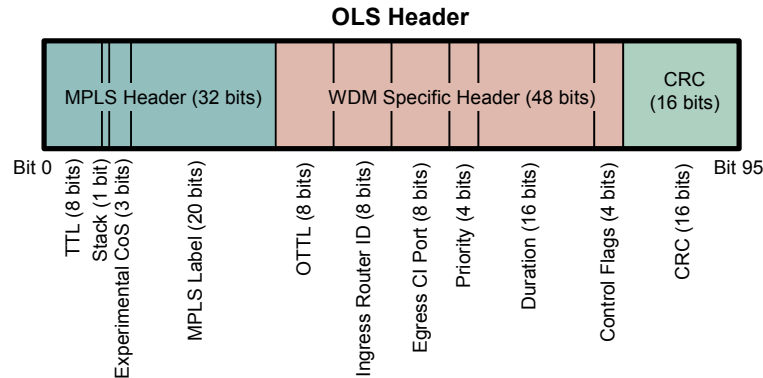 OLS Header
MPLS Header (32 bits)
WDM Specific Header (48 bits)
CRC
(16 bits)
Bit 0
Bit 95
TTL (8 bits)
Stack (1 bit)
Experimental CoS (3 bits)
MPLS Label (20 bits)
OTTL (8 bits)
Ingress Router ID (8 bits)
Egress CI Port (8 bits)
Priority (4 bits)
Duration (16 bits)
Control Flags (4 bits)
CRC (16 bits)